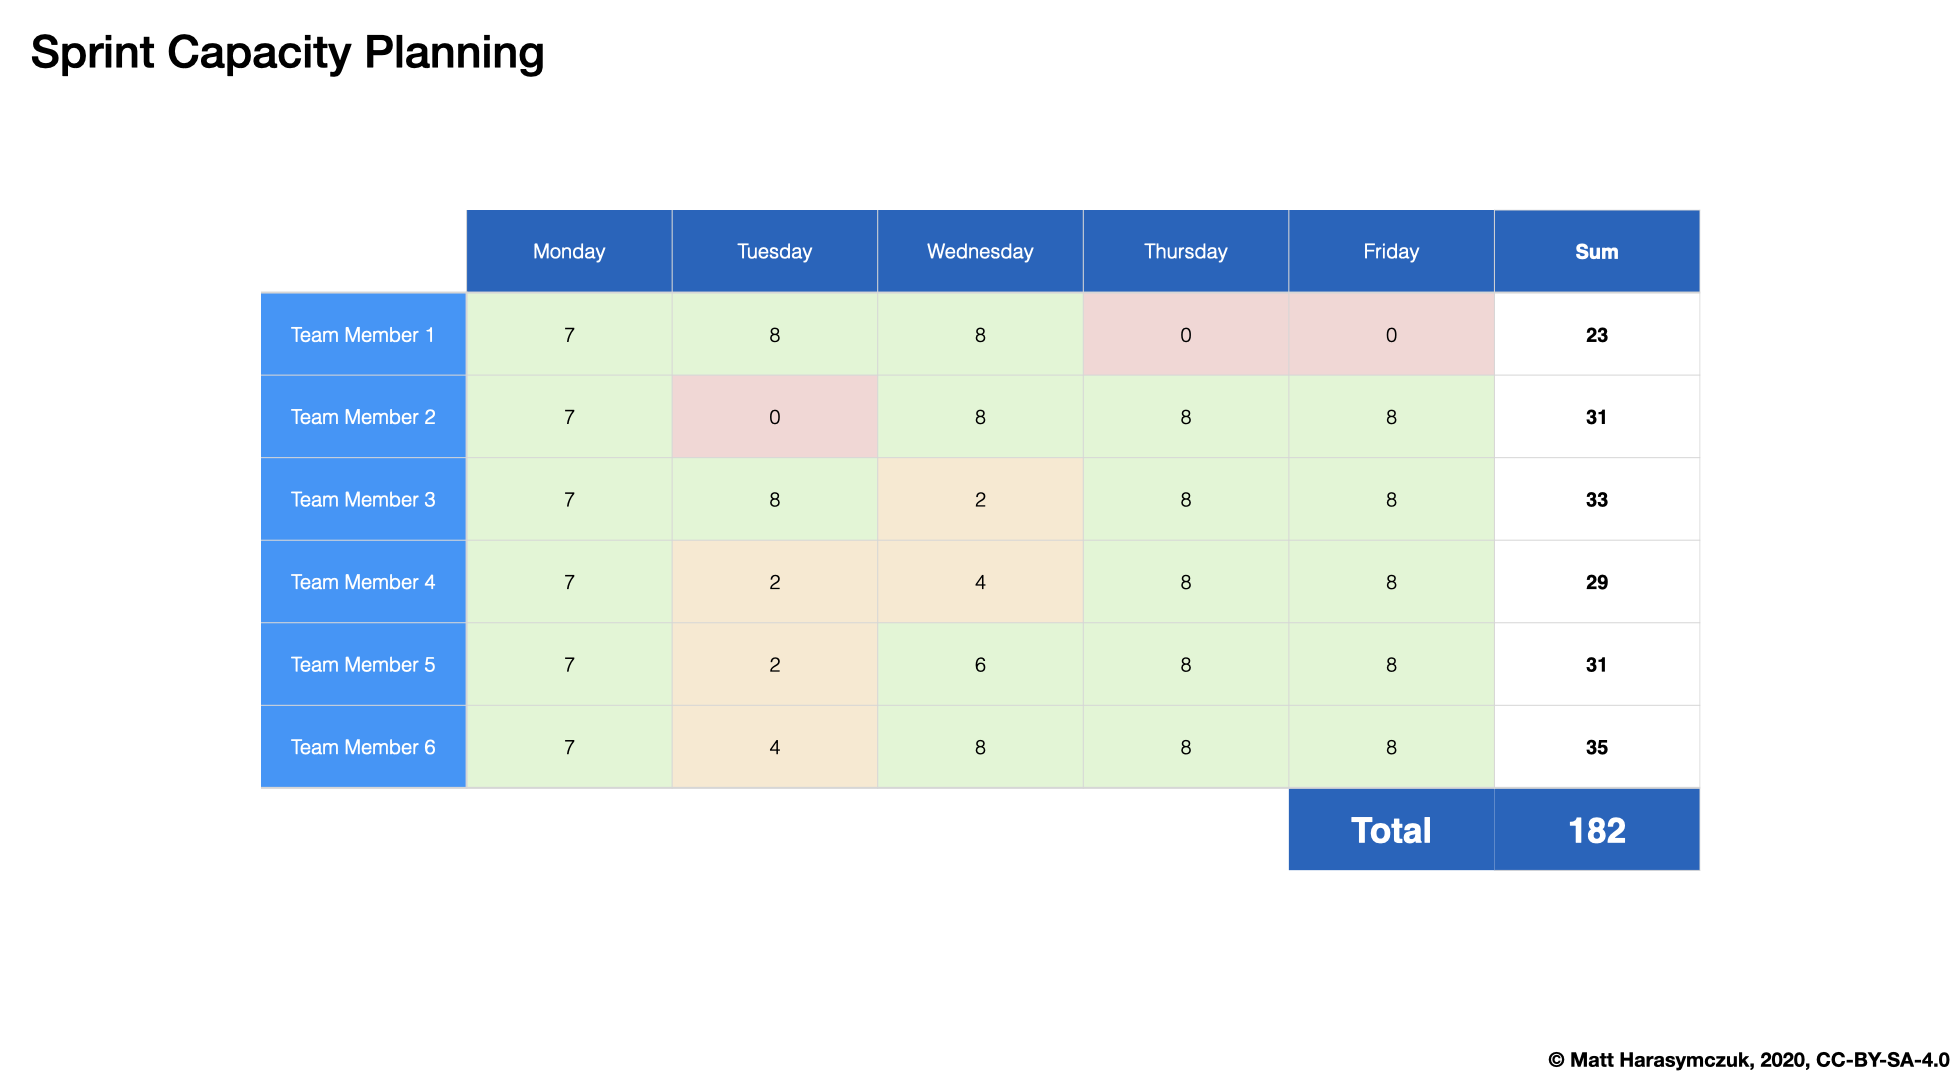 Sprint Capacity Planning
Monday Tuesday Wednesday Thursday Friday Sum
Team Member 1 7 8 8 0 0 23
Team Member 2 7 0 8 8 8 31
Team Member 3 7 8 2 8 8 33
Team Member 4 7 2 4 8 8 29
Team Member 5 7 2 6 8 8 31
Team Member 6 7 4 8 8 8 35
Total 182
© Matt Harasymczuk, 2020, CC-BY-SA-4.0